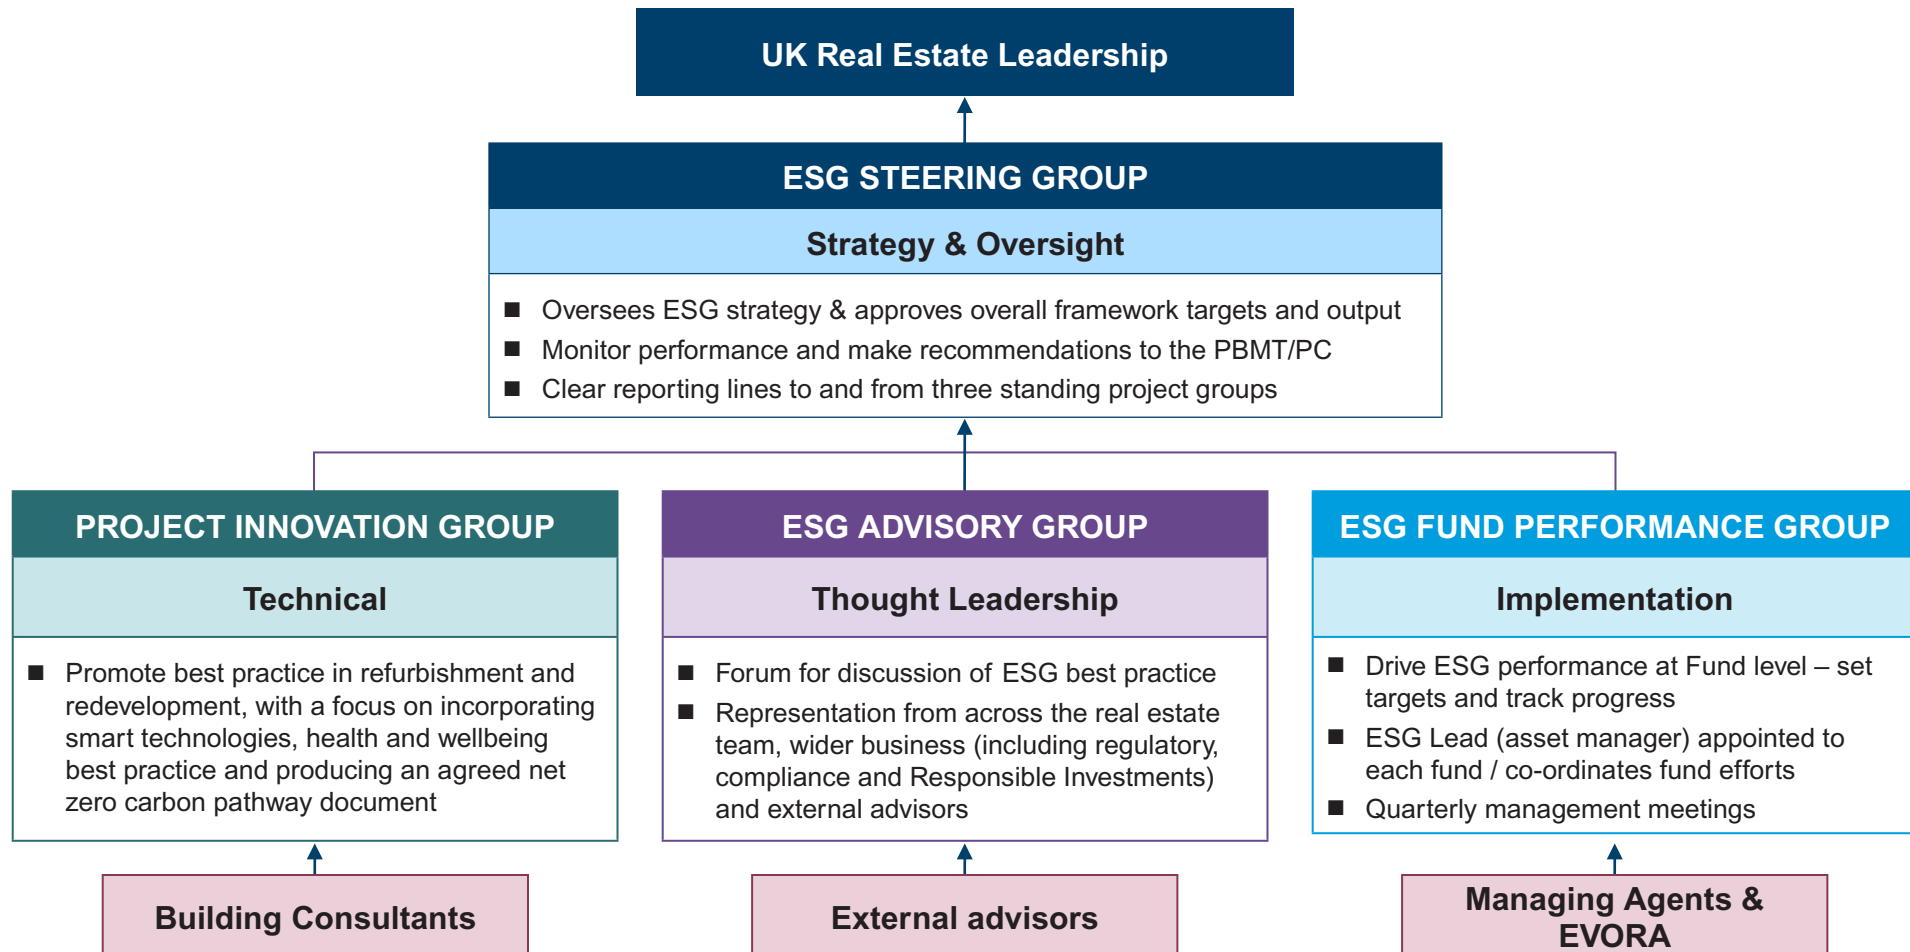 UK Real Estate Leadership
ESG STEERING GROUP
Strategy & Oversight
■ Oversees ESG strategy & approves overall framework targets and output
■ Monitor performance and make recommendations to the PBMT/PC
■ Clear reporting lines to and from three standing project groups
PROJECT INNOVATION GROUP
Technical
■ Promote best practice in refurbishment and
redevelopment, with a focus on incorporating
smart technologies, health and wellbeing
best practice and producing an agreed net
zero carbon pathway document
Building Consultants
ESG ADVISORY GROUP
Thought Leadership
■ Forum for discussion of ESG best practice
■ Representation from across the real estate
team, wider business (including regulatory,
compliance and Responsible Investments)
and external advisors
External advisors
ESG FUND PERFORMANCE GROUP
Implementation
■ Drive ESG performance at Fund level – set
targets and track progress
■ ESG Lead (asset manager) appointed to
each fund / co-ordinates fund efforts
■ Quarterly management meetings
Managing Agents &
EVORA